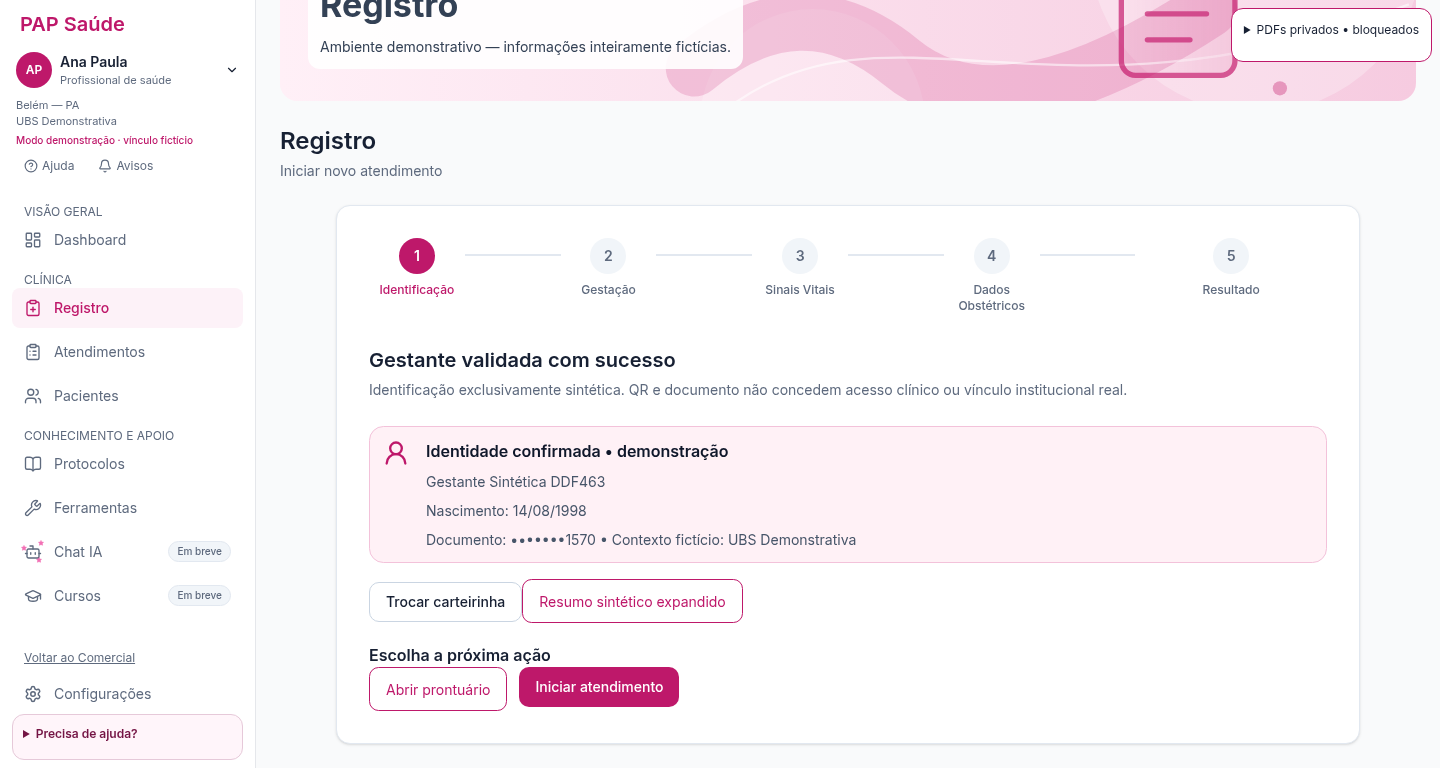 PAP Saúde
AP
Ana Paula
Profissional de saúde
Belém — PA
UBS Demonstrativa
Modo demonstração · vínculo fictício
Ajuda
Avisos
VISÃO GERAL
Dashboard
CLÍNICA
Registro
Atendimentos
Pacientes
CONHECIMENTO E APOIO
Protocolos
Ferramentas
Chat IA
Em breve
Cursos
Em breve
Voltar ao Comercial
Configurações
▶ Precisa de ajuda?
Registro
Ambiente demonstrativo — informações inteiramente fictícias.
▶ PDFs privados • bloqueados
Registro
Iniciar novo atendimento
1
Identificação
2
Gestação
3
Sinais Vitais
4
Dados
Obstétricos
5
Resultado
Gestante validada com sucesso
Identificação exclusivamente sintética. QR e documento não concedem acesso clínico ou vínculo institucional real.
Identidade confirmada • demonstração
Gestante Sintética DDF463
Nascimento: 14/08/1998
Documento: •••••••1570 • Contexto fictício: UBS Demonstrativa
Trocar carteirinha
Resumo sintético expandido
Escolha a próxima ação
Abrir prontuário
Iniciar atendimento